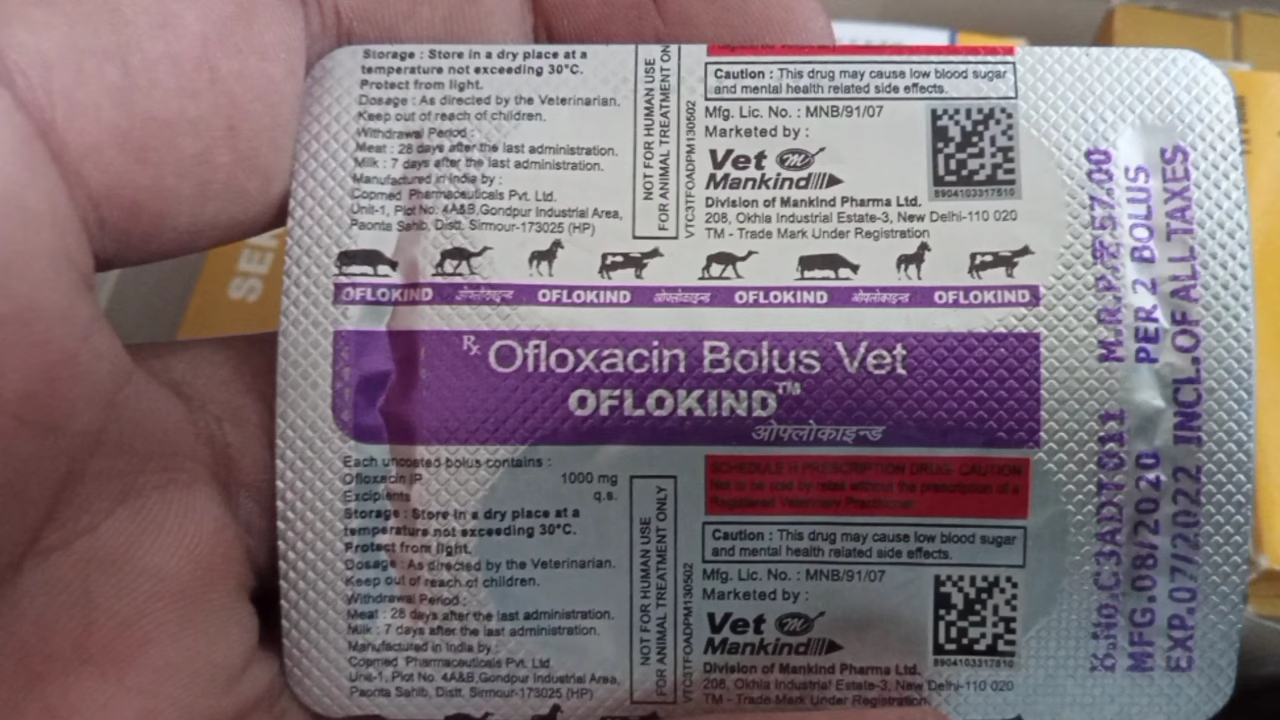 Storage : Store in a dry place at a
temperature not exceeding 30°C.
Protect from light.
Dosage : As directed by the Veterinarian.
Keep out of reach of children.
Withdrawal Period :
Meat : 28 days after the last administration.
Milk : 7 days after the last administration.
Manufactured in India by :
Copmed Pharmaceuticals Pvt. Ltd.
Unit-1, Plot No. 4A&B,Gondpur Industrial Area,
Paonta Sahib, Distt. Sirmour-173025 (HP)
NOT FOR HUMAN USE
FOR ANIMAL TREATMENT ON
VTC3TFOADPM130502
Caution : This drug may cause low blood sugar
and mental health related side effects.
Mfg. Lic. No. : MNB/91/07
Marketed by :
Vet
Mankind
8904103317510
Division of Mankind Pharma Ltd.
208, Okhla Industrial Estate-3, New Delhi-110 020
TM - Trade Mark Under Registration
OFLOKIND ओफ्लोकाइन्ड OFLOKIND ओफ्लोकाइन्ड OFLOKIND ओफ्लोकाइन्ड OFLOKIND
Rx Ofloxacin Bolus Vet
OFLOKIND™
ओफ्लोकाइन्ड
Each uncoated bolus contains :
Ofloxacin IP 1000 mg
Excipients q.s.
Storage : Store in a dry place at a
temperature not exceeding 30°C.
Protect from light.
Dosage : As directed by the Veterinarian.
Keep out of reach of children.
Withdrawal Period :
Meat : 28 days after the last administration.
Milk : 7 days after the last administration.
Manufactured in India by :
Copmed Pharmaceuticals Pvt. Ltd.
Unit-1, Plot No. 4A&B,Gondpur Industrial Area,
Paonta Sahib, Distt. Sirmour-173025 (HP)
NOT FOR HUMAN USE
FOR ANIMAL TREATMENT ONLY
VTC3TFOADPM130502
SCHEDULE H PRESCRIPTION DRUG- CAUTION
Not to be sold by retail without the prescription of a
Registered Veterinary Practitioner
Caution : This drug may cause low blood sugar
and mental health related side effects.
Mfg. Lic. No. : MNB/91/07
Marketed by :
Vet
Mankind
8904103317510
Division of Mankind Pharma Ltd.
208, Okhla Industrial Estate-3, New Delhi-110 020
TM - Trade Mark Under Registration
B.No.C3ADT011 M.R.P.₹57.00
MFG.08/2020 PER 2 BOLUS
EXP.07/2022 INCL.OF ALL TAXES